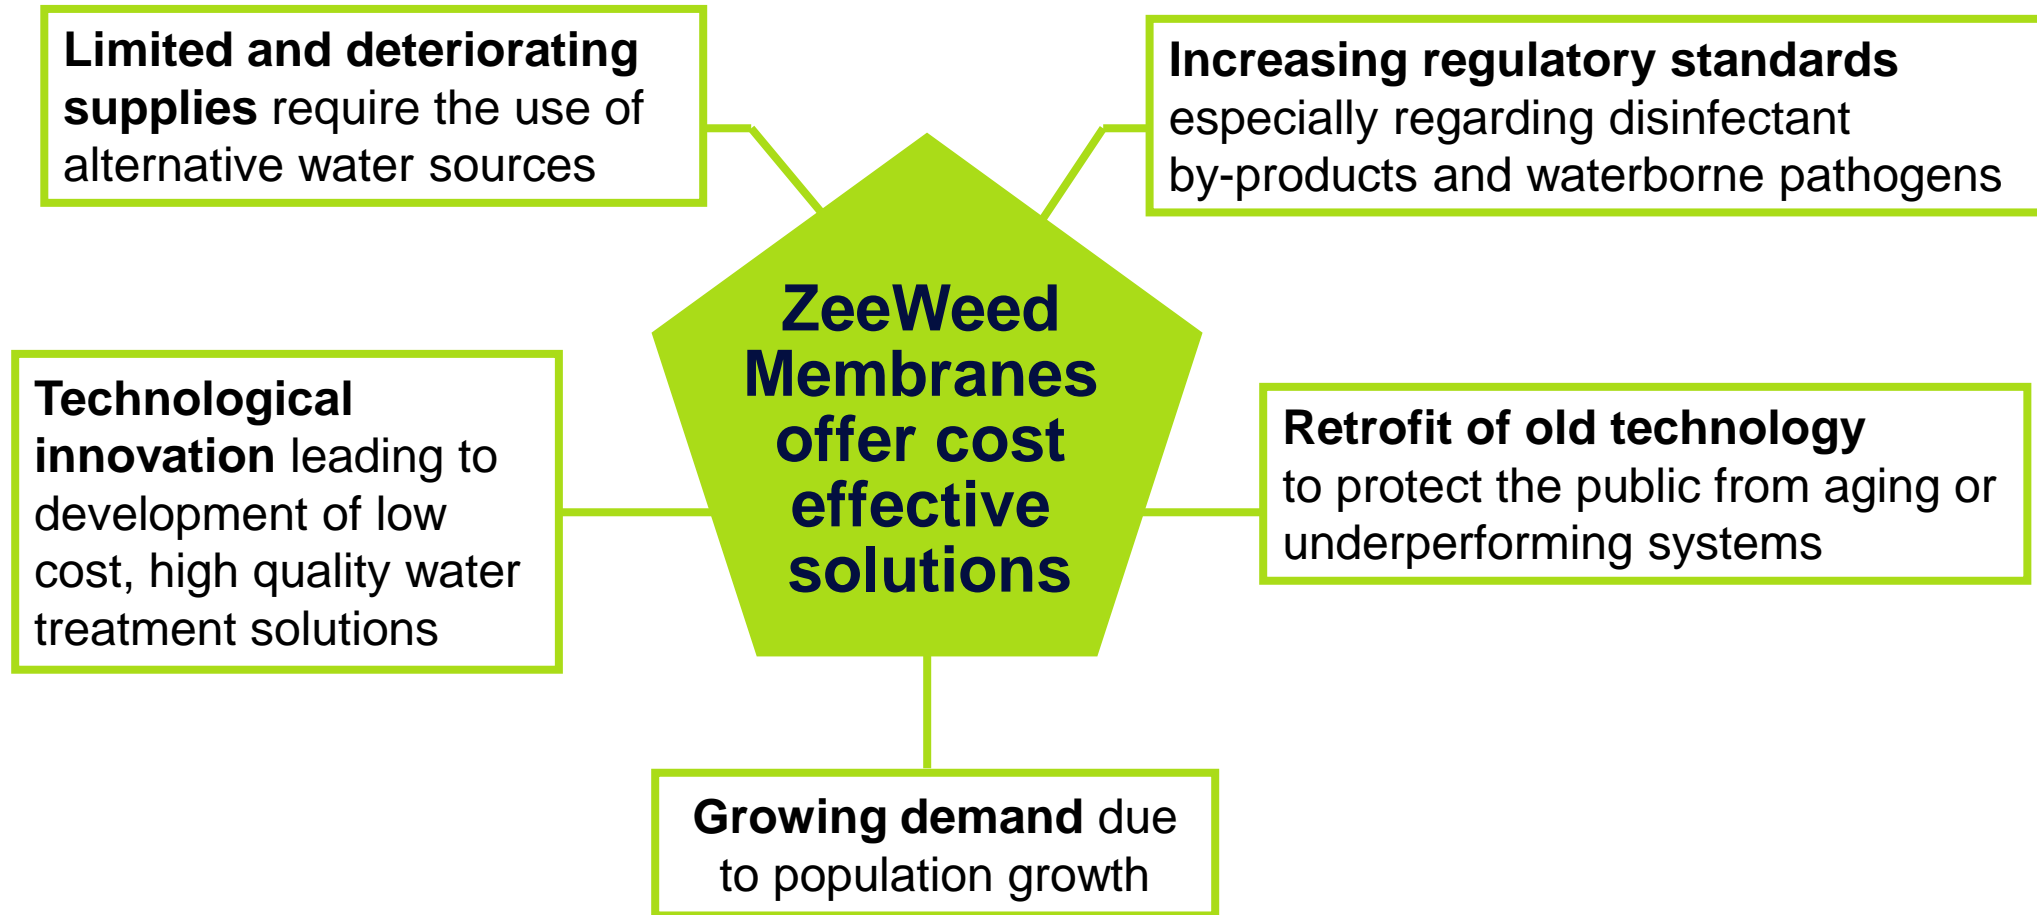 Limited and deteriorating
supplies require the use of
alternative water sources
Increasing regulatory standards
especially regarding disinfectant
by-products and waterborne pathogens
ZeeWeed
Membranes
offer cost
effective
solutions
Technological
innovation leading to
development of low
cost, high quality water
treatment solutions
Retrofit of old technology
to protect the public from aging or
underperforming systems
Growing demand due
to population growth